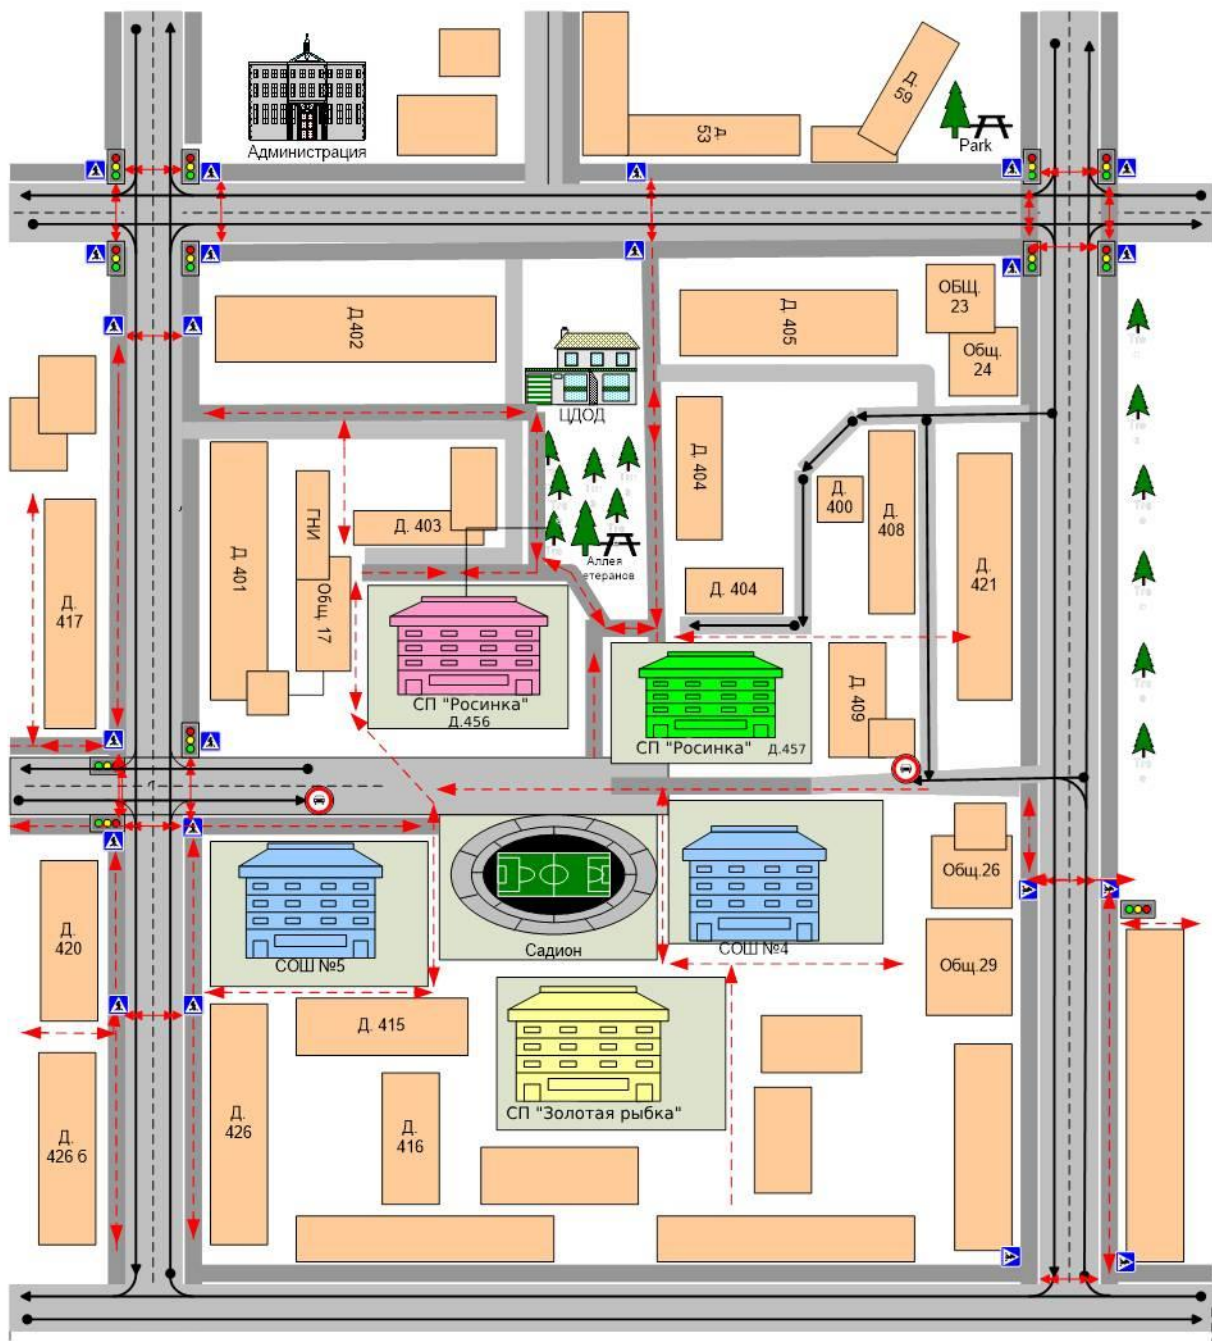 Администрация
Д.
53
Д.
59
Park
Д.402
Д. 405
ОБЩ.
23
Общ.
24
ЦДОД
Д. 401
ГНИ
Общ. 17
Д. 403
Аллея
етеранов
Д. 404
Д.
400
Д.
408
Д.
421
Д.
417
Д. 404
СП "Росинка"
Д.456
СП "Росинка" Д.457
Д. 409
Общ.26
Д.
420
СОШ №5
Садион
СОШ №4
Общ.29
Д. 415
Д.
426 б
Д.
426
Д.
416
СП "Золотая рыбка"